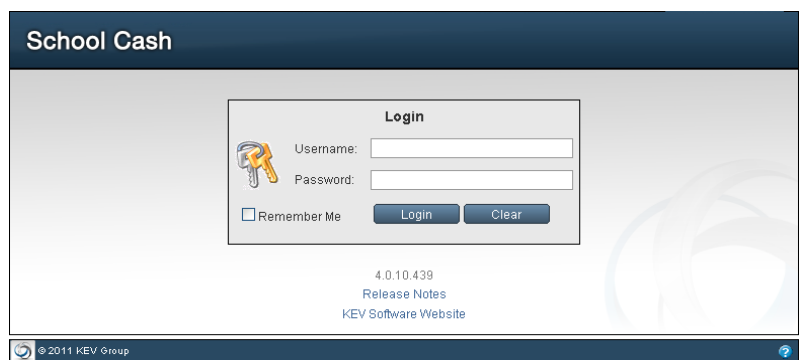 School Cash
Login
Username:
Password:
Remember Me
Login Clear
4.0.10.439
Release Notes
KEV Software Website
© 2011 KEV Group
?